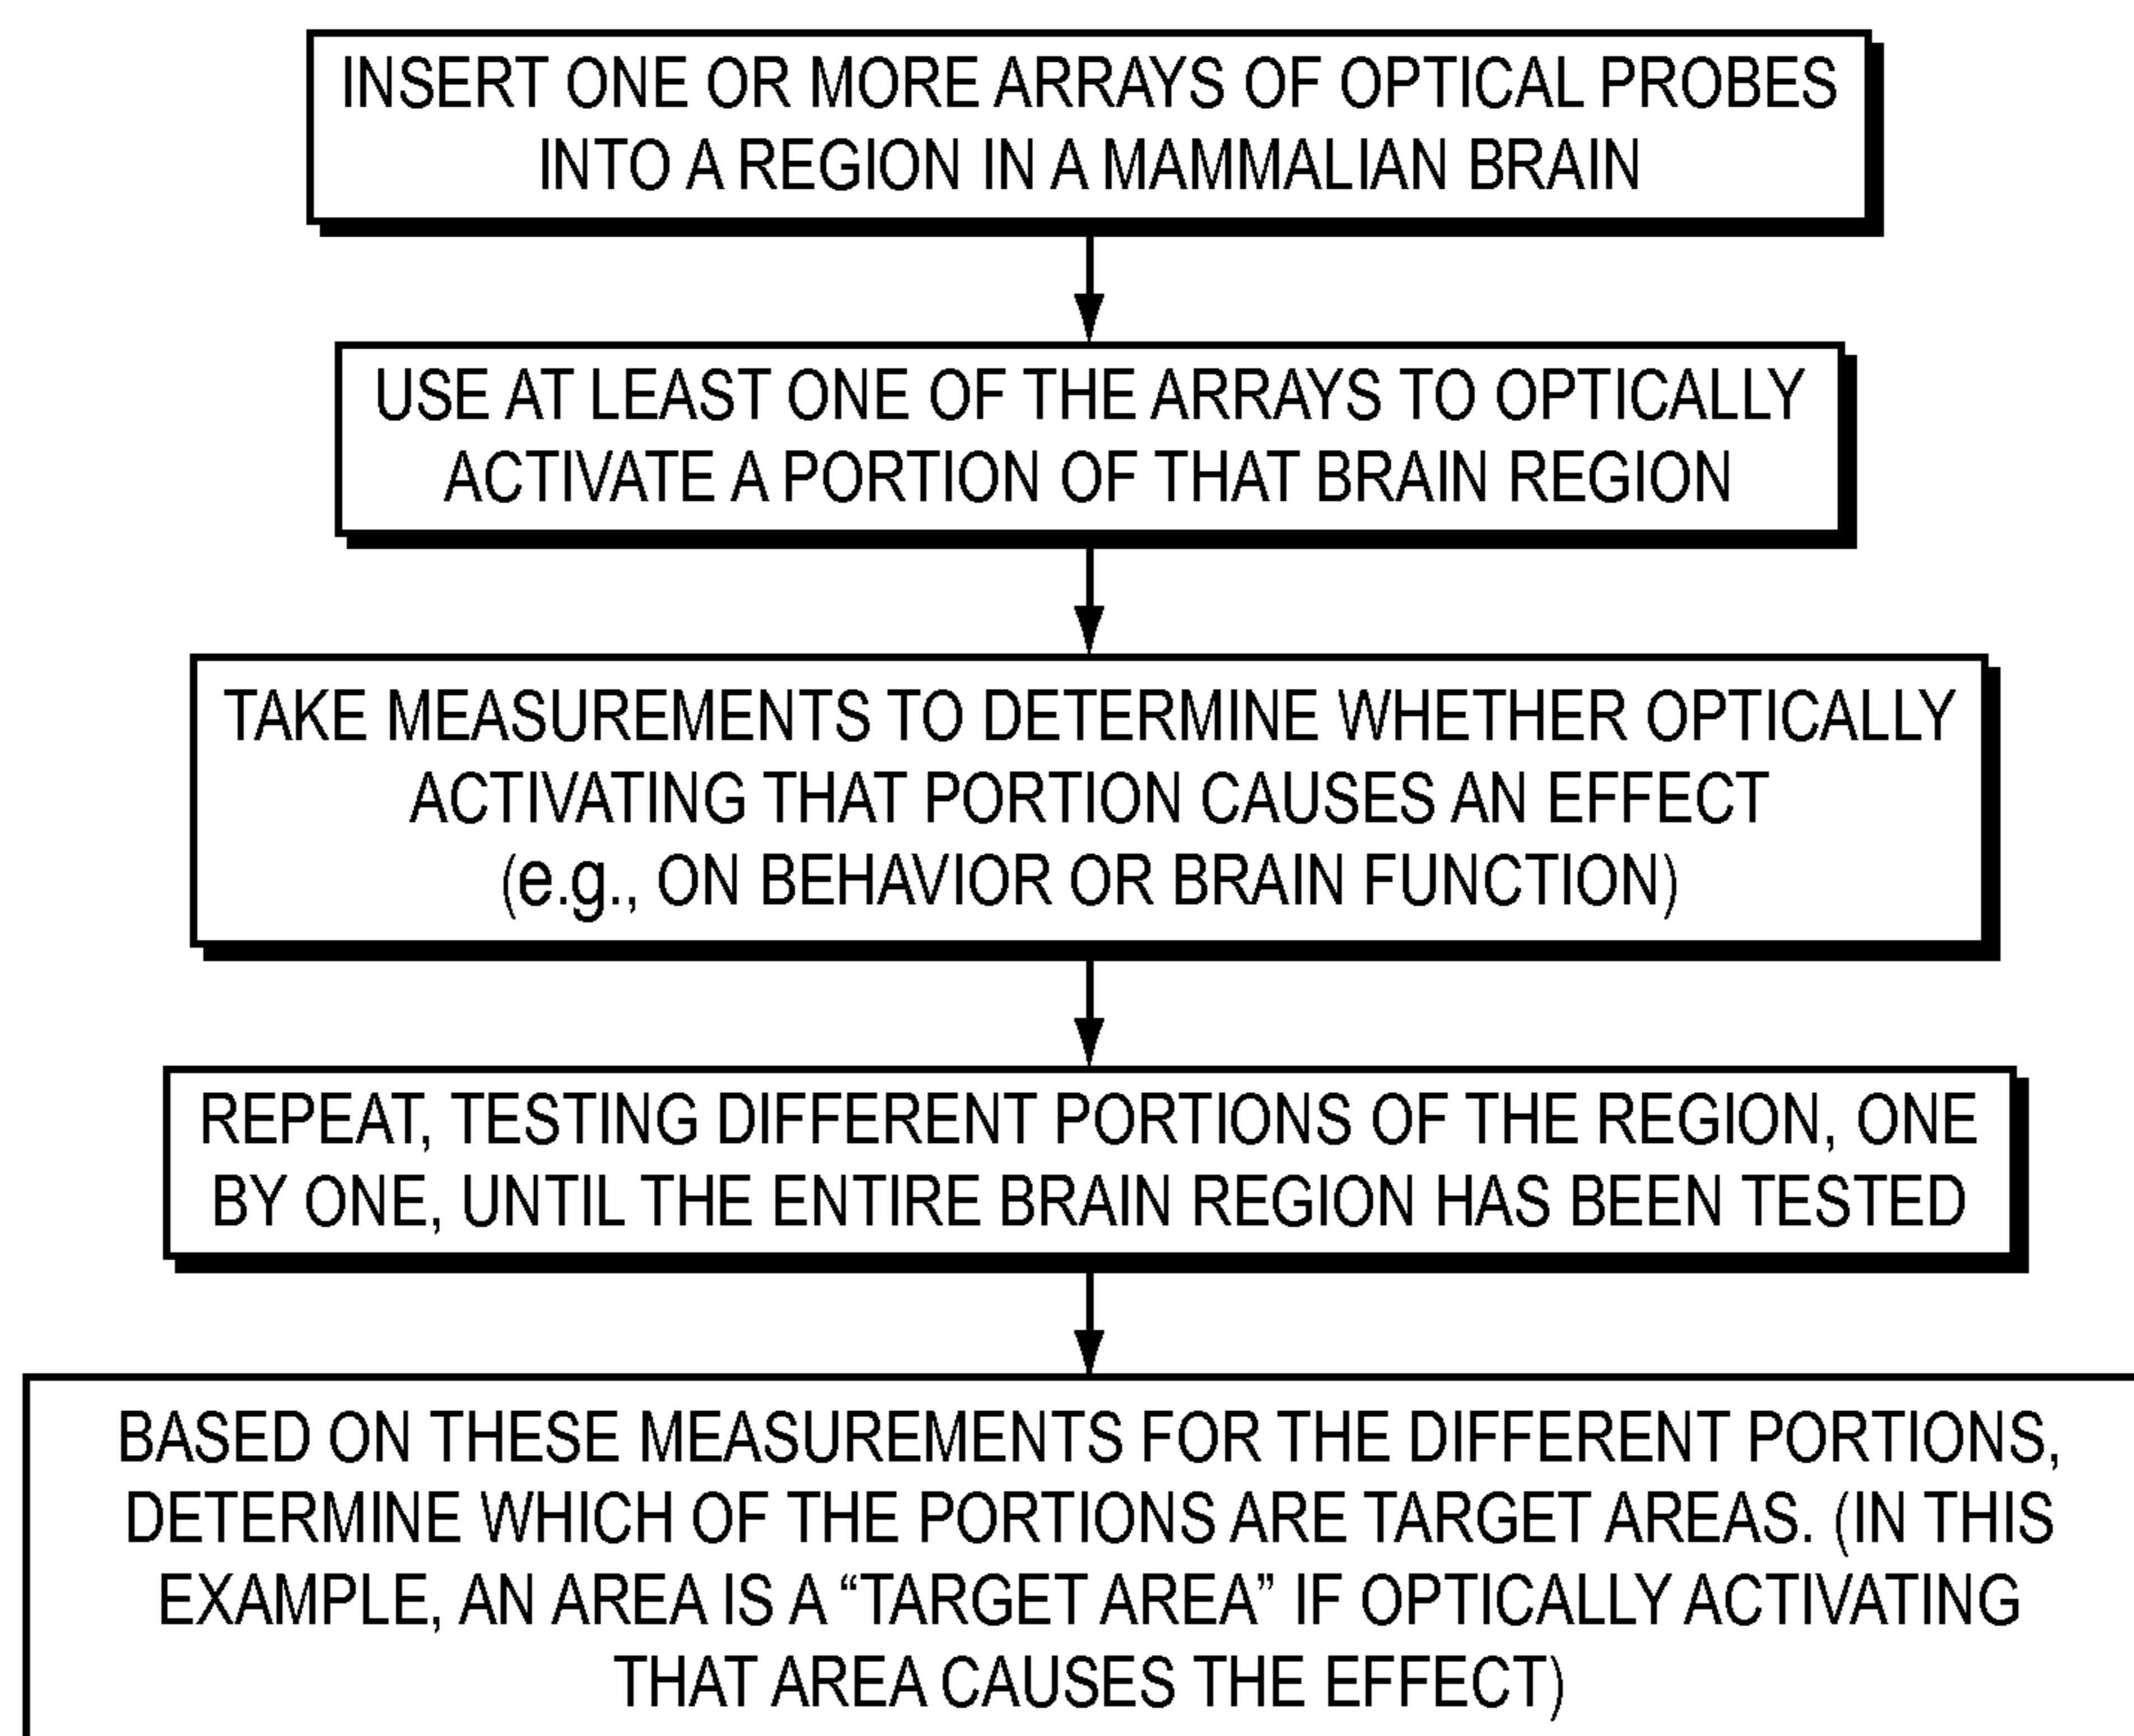 INSERT ONE OR MORE ARRAYS OF OPTICAL PROBES
INTO A REGION IN A MAMMALIAN BRAIN
USE AT LEAST ONE OF THE ARRAYS TO OPTICALLY
ACTIVATE A PORTION OF THAT BRAIN REGION
TAKE MEASUREMENTS TO DETERMINE WHETHER OPTICALLY
ACTIVATING THAT PORTION CAUSES AN EFFECT
(e.g., ON BEHAVIOR OR BRAIN FUNCTION)
REPEAT, TESTING DIFFERENT PORTIONS OF THE REGION, ONE
BY ONE, UNTIL THE ENTIRE BRAIN REGION HAS BEEN TESTED
BASED ON THESE MEASUREMENTS FOR THE DIFFERENT PORTIONS,
DETERMINE WHICH OF THE PORTIONS ARE TARGET AREAS. (IN THIS
EXAMPLE, AN AREA IS A “TARGET AREA” IF OPTICALLY ACTIVATING
THAT AREA CAUSES THE EFFECT)